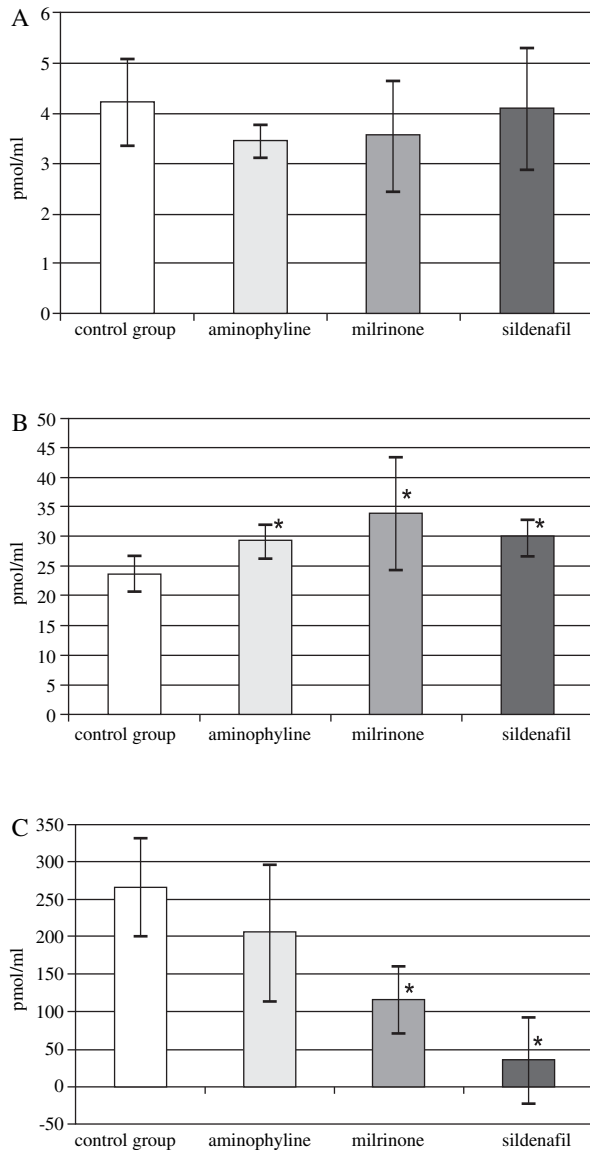 A
6
5
4
3
2
1
0
pmol/ml
control group aminophyline milrinone sildenafil
B
50
45
40
35
30
25
20
15
10
5
0
pmol/ml
* * *
control group aminophyline milrinone sildenafil
C
350
300
250
200
150
100
50
0
-50
pmol/ml
* *
control group aminophyline milrinone sildenafil